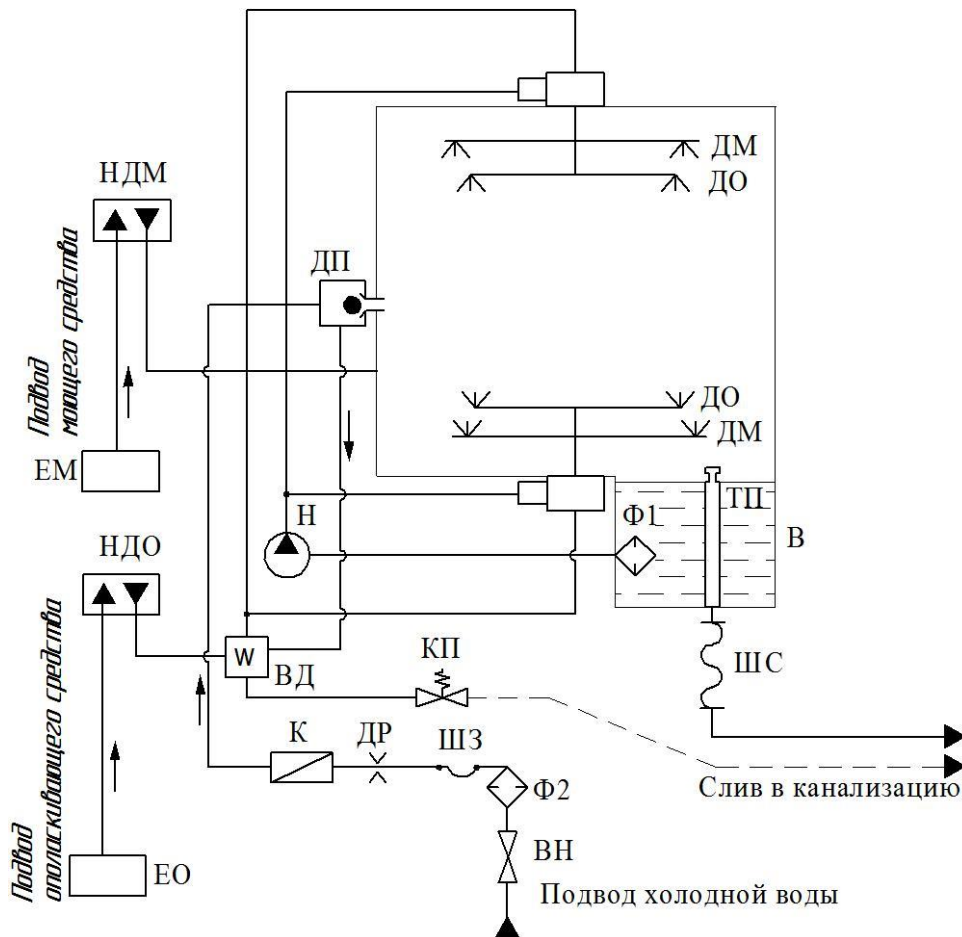 ДМ
ДО
НДМ
ДП
Подвод
моющего средства
ДО
ДМ
ЕМ
Н
Ф1
ТП
В
НДО
W
ВД
КП
ШС
Подвод
ополаскивающего средства
К
ДР
ШЗ
Ф2
Слив в канализацию
ВН
ЕО
Подвод холодной воды